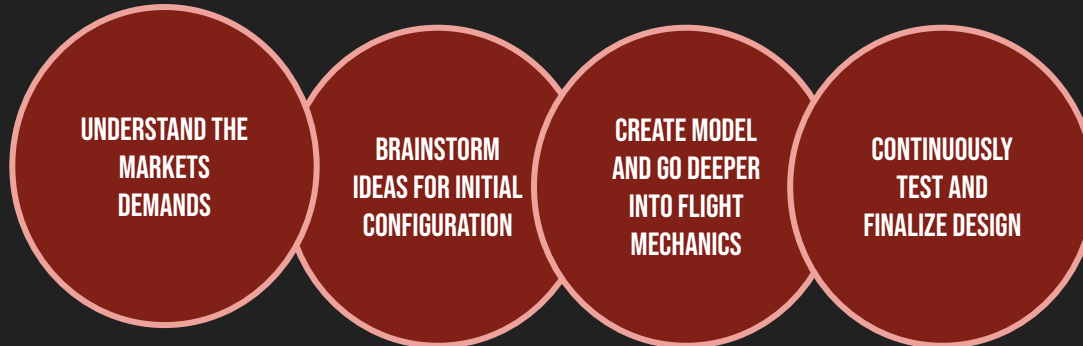 UNDERSTAND THE
MARKETS
DEMANDS
BRAINSTORM
IDEAS FOR INITIAL
CONFIGURATION
CREATE MODEL
AND GO DEEPER
INTO FLIGHT
MECHANICS
CONTINUOUSLY
TEST AND
FINALIZE DESIGN